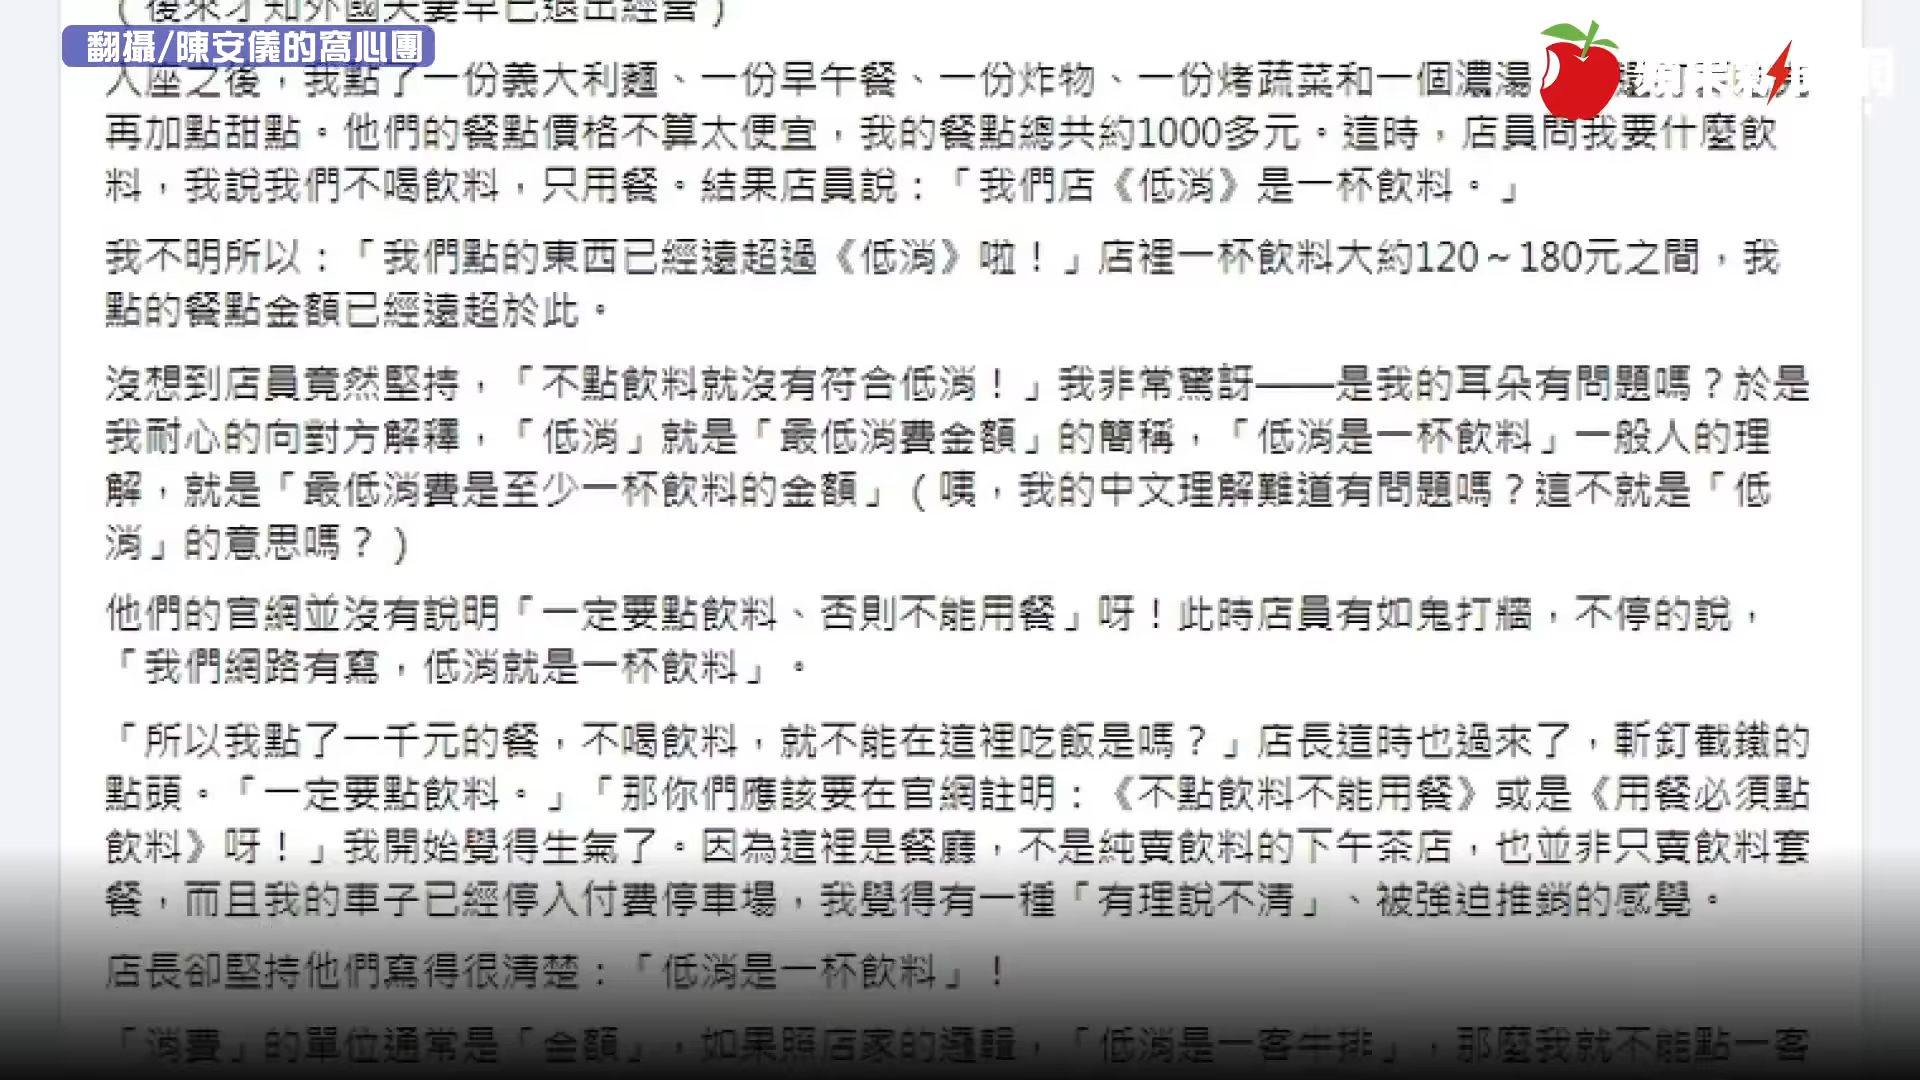 （後來才知外國夫妻早已退出經營）
翻攝/陳安儀的窩心團
入座之後，我點了一份義大利麵、一份早午餐、一份炸物、一份烤蔬菜和一個濃湯
再加點甜點。他們的餐點價格不算太便宜，我的餐點總共約1000多元。這時，店員問我要什麼飲
料，我說我們不喝飲料，只用餐。結果店員說：「我們店《低消》是一杯飲料。」
我不明所以：「我們點的東西已經遠超過《低消》啦！」店裡一杯飲料大約120～180元之間，我
點的餐點金額已經遠超於此。
沒想到店員竟然堅持，「不點飲料就沒有符合低消！」我非常驚訝——是我的耳朵有問題嗎？於是
我耐心的向對方解釋，「低消」就是「最低消費金額」的簡稱，「低消是一杯飲料」一般人的理
解，就是「最低消費是至少一杯飲料的金額」（咦，我的中文理解難道有問題嗎？這不就是「低
消」的意思嗎？）
他們的官網並沒有說明「一定要點飲料、否則不能用餐」呀！此時店員有如鬼打牆，不停的說，
「我們網路有寫，低消就是一杯飲料」。
「所以我點了一千元的餐，不喝飲料，就不能在這裡吃飯是嗎？」店長這時也過來了，斬釘截鐵的
點頭。「一定要點飲料。」「那你們應該要在官網註明：《不點飲料不能用餐》或是《用餐必須點
飲料》呀！」我開始覺得生氣了。因為這裡是餐廳，不是純賣飲料的下午茶店，也並非只賣飲料套
餐，而且我的車子已經停入付費停車場，我覺得有一種「有理說不清」、被強迫推銷的感覺。
店長卻堅持他們寫得很清楚：「低消是一杯飲料」！
「消費」的單位通常是「金額」，如果照店家的邏輯，「低消是一客牛排」，那麼我就不能點一客